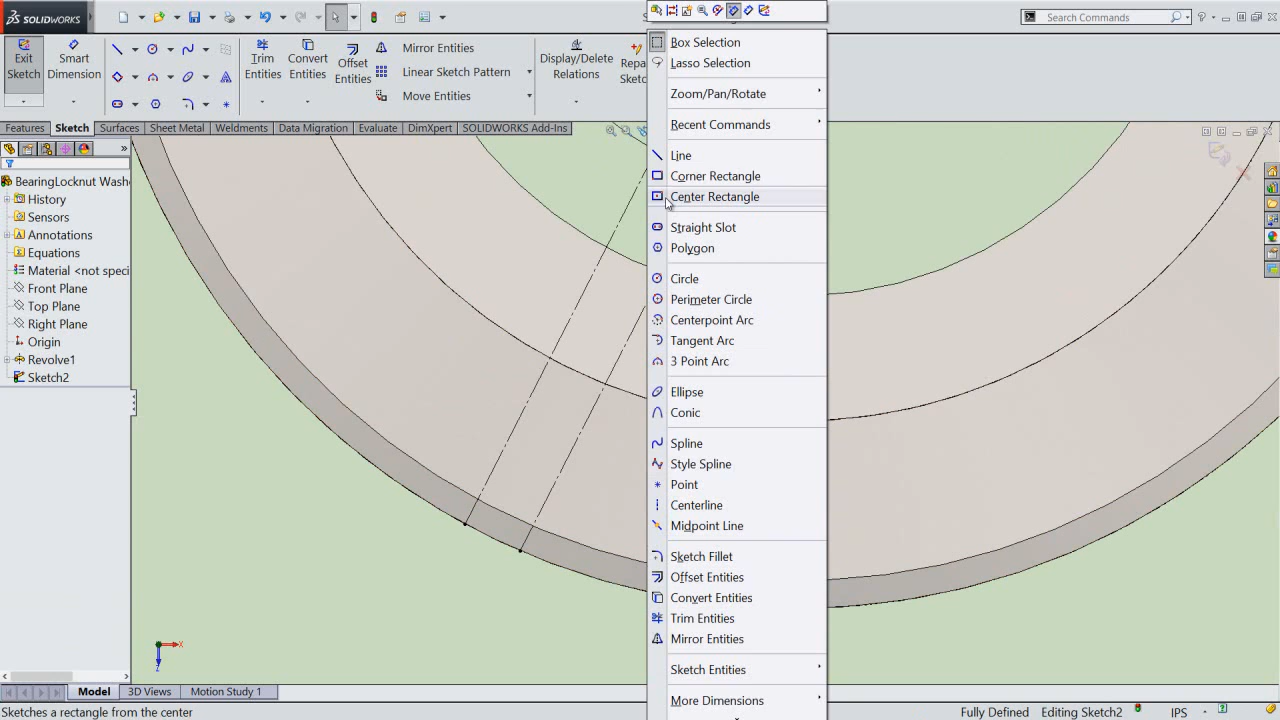 SOLIDWORKS
S
Search Commands
Exit
Sketch
Smart
Dimension
Trim
Entities
Convert
Entities
Offset
Entities
Mirror Entities
Linear Sketch Pattern
Move Entities
Display/Delete
Relations
Repa
Sketc
Features
Sketch
Surfaces
Sheet Metal
Weldments
Data Migration
Evaluate
DimXpert
SOLIDWORKS Add-Ins
BearingLocknut Washe
History
Sensors
Annotations
Equations
Material <not speci
Front Plane
Top Plane
Right Plane
Origin
Revolve1
Sketch2
Box Selection
Lasso Selection
Zoom/Pan/Rotate
Recent Commands
Line
Corner Rectangle
Center Rectangle
Straight Slot
Polygon
Circle
Perimeter Circle
Centerpoint Arc
Tangent Arc
3 Point Arc
Ellipse
Conic
Spline
Style Spline
Point
Centerline
Midpoint Line
Sketch Fillet
Offset Entities
Convert Entities
Trim Entities
Mirror Entities
Sketch Entities
More Dimensions
X
Z
Model
3D Views
Motion Study 1
Sketches a rectangle from the center
Fully Defined
Editing Sketch2
IPS